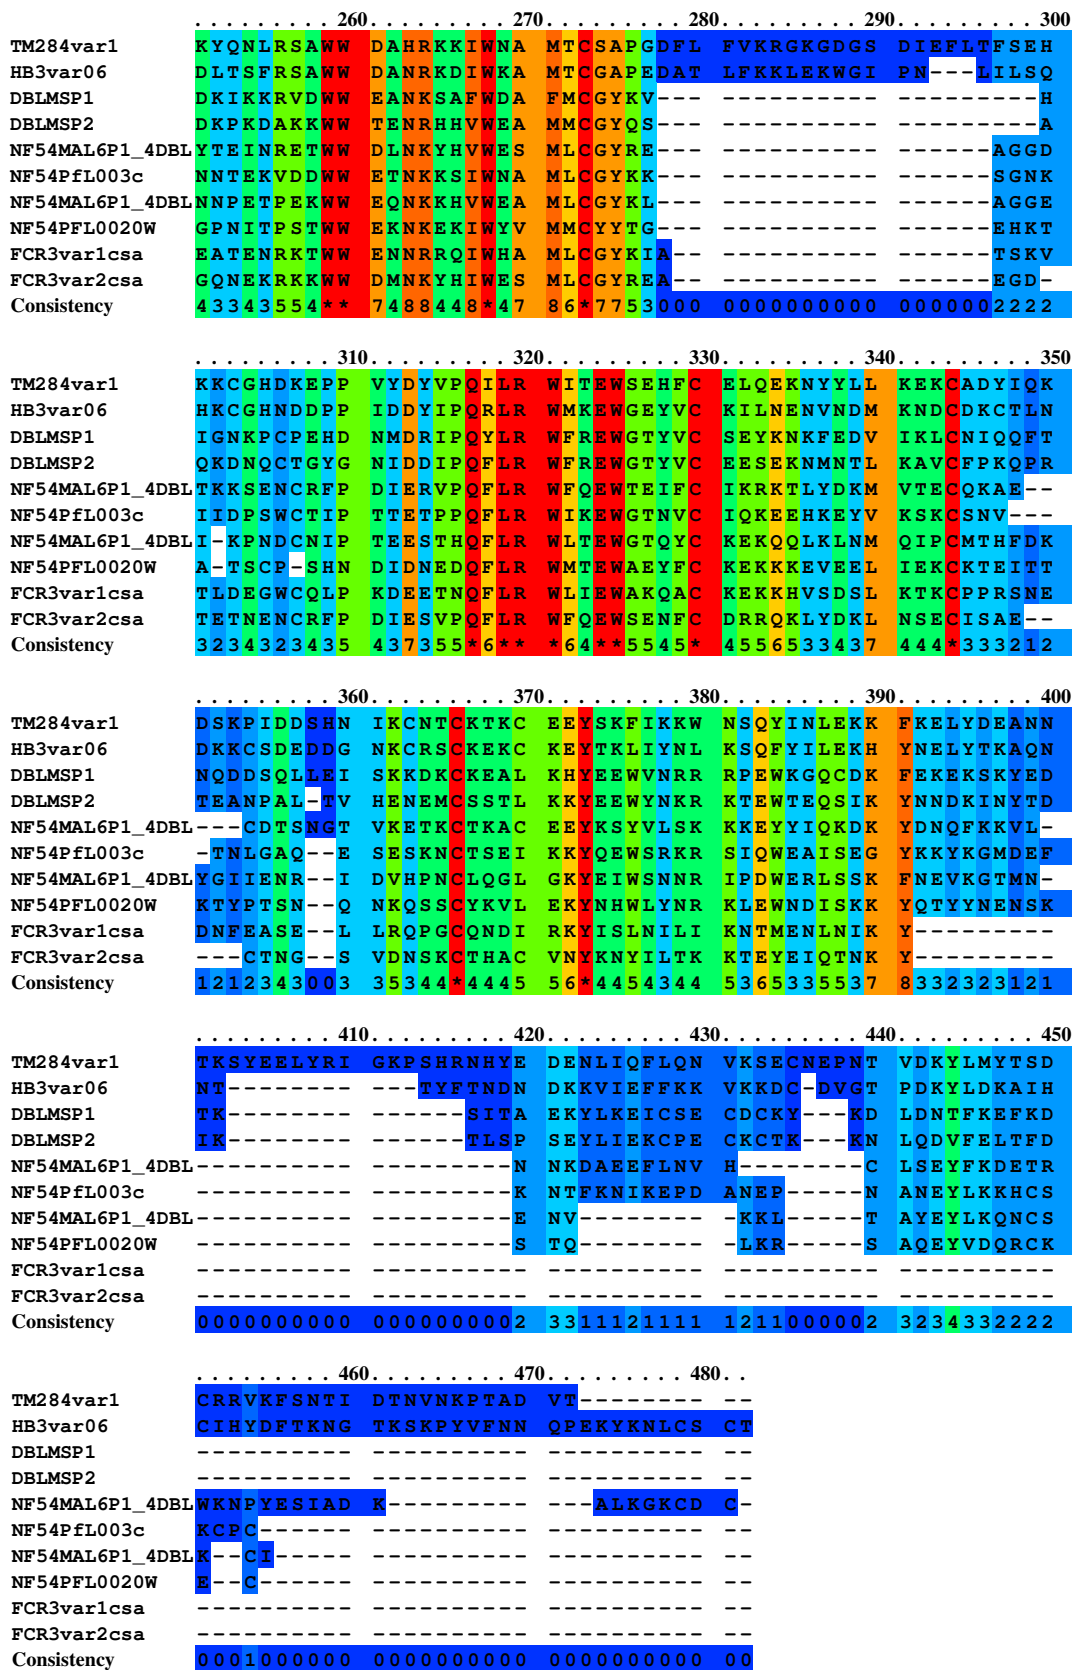 . . . . . . . . 260 . . . . . . . 270 . . . . . . . 280 . . . . . . . 290 . . . . . . . 300
TM284var1 KYQNLRSAWW DAHRKKIWNA MTCSAPGDFL FVKRGKGDGS DIEFLTFSEH
HB3var06 DLTSFRSAWW DANRKDIWKA MTCGAPEDAT LFKKLEKWGI PN---LILSQ
DBLMSP1 DKIKKRVDWW EANKSAFWDA FMCGYKV--- ---------- ---------H
DBLMSP2 DKPKDAKKWW TENRHHVWEA MMCGYQS--- ---------- ---------A
NF54MAL6P1_4DBL YTEINRETWW DLNKYHVWES MLCGYRE--- ---------- ------AGGD
NF54PfL003c NNTEKVDDWW ETNKKSIWNA MLCGYKK--- ---------- ------SGNK
NF54MAL6P1_4DBL NNPETPEKWW EQNKKHVWEA MLCGYKL--- ---------- ------AGGE
NF54PFL0020W GPNITPSTWW EKNKEKIWYV MMCYYTG--- ---------- ------EHKT
FCR3var1csa EATENRKTWW ENNRRQIWHA MLCGYKIA-- ---------- ------TSKV
FCR3var2csa GQNEKRKKWW DMNKYHIWES MLCGYREA-- ---------- ------EGD-
Consistency 43343554** 7488448*47 86*7753000 0000000000 0000002222
. . . . . . . . 310 . . . . . . . 320 . . . . . . . 330 . . . . . . . 340 . . . . . . . 350
TM284var1 KKCGHDKEPP VYDYVPQILR WITEWSEHFC ELQEKNYYLL KEKCADYIQK
HB3var06 HKCGHNDDPP IDDYIPQRLR WMKEWGEYVC KILNENVNDM KNDCDKCTLN
DBLMSP1 IGNKPCPEHD NMDRIPQYLR WFREWGTYVC SEYKNKFEDV IKLCNIQQFT
DBLMSP2 QKDNQCTGYG NIDDIPQFLR WFREWGTYVC EESEKNMNTL KAVCFPKQPR
NF54MAL6P1_4DBL TKKSENCRFP DIERVPQFLR WFQEWTEIFC IKRKTLYDKM VTECQKAE--
NF54PfL003c IIDPSWCTIP TTETPPQFLR WIKEWGTNVC IQKEEHKEYV KSKCSNV---
NF54MAL6P1_4DBL I-KPNDCNIP TEESTHQFLR WLTEWGTQYC KEKQQLKLNM QIPCMTHFDK
NF54PFL0020W A-TSCP-SHN DIDNEDQFLR WMTEWAEYFC KEKKKEVEEL IEKCKTEITT
FCR3var1csa TLDEGWCQLP KDEETNQFLR WLIEWAKQAC KEKKHVSDSL KTKCPPRSNE
FCR3var2csa TETNENCRFP DIESVPQFLR WFQEWSENFC DRRQKLYDKL NSECISAE--
Consistency 3234323435 437355*6** *64**5545* 4556533437 444*333212
. . . . . . . . 360 . . . . . . . 370 . . . . . . . 380 . . . . . . . 390 . . . . . . . 400
TM284var1 DSKPIDDSHN IKCNTCKTKC EEYSKFIKKW NSQYINLEKK FKELYDEANN
HB3var06 DKKCSDEDDG NKCRSCKEKC KEYTKLIYNL KSQFYILEKH YNELYTKAQN
DBLMSP1 NQDDSQLLEI SKKDKCKEAL KHYEEWVNRR RPEWKGQCDK FEKEKSKYED
DBLMSP2 TEANPAL-TV HENEMCSSTL KKYEEWYNKR KTEWTEQSIK YNNDKINYTD
NF54MAL6P1_4DBL ---CDTSNGT VKETKCTKAC EEYKSYVLSK KKEYYIQKDK YDNQFKKVL-
NF54PfL003c -TNLGAQ--E SESKNCTSEI KKYQEWSRKR SIQWEAISEG YKKYKGMDEF
NF54MAL6P1_4DBL YGIIENR--I DVHPNCLQGL GKYEIWSNNR IPDWERLSSK FNEVKGTMN-
NF54PFL0020W KTYPTSN--Q NKQSSCYKVL EKYNHWLYNR KLEWNDISKK YQTYYNENSK
FCR3var1csa DNFEASE--L LRQPGCQNDI RKYISLNILI KNTMENLNIK Y---------
FCR3var2csa ---CTNG--S VDNSKCTHAC VNYKNYILTK KTEYEIQTNK Y---------
Consistency 1212343003 35344*4445 56*4454344 5365335537 8332323121
. . . . . . . . 410 . . . . . . . 420 . . . . . . . 430 . . . . . . . 440 . . . . . . . 450
TM284var1 TKSYEELYRI GKPSHRNHYE DENLIQFLQN VKSECNEPNT VDKYLMYTSD
HB3var06 NT-------- ---TYFTNDN DKKVIEFFKK VKKDC-DVGT PDKYLDKAIH
DBLMSP1 TK-------- ------SITA EKYLKEICSE CDCKY---KD LDNTFKEFKD
DBLMSP2 IK-------- ------TLSP SEYLIEKCPE CKCTK---KN LQDVFELTFD
NF54MAL6P1_4DBL ---------- ---------N NKDAEEFLNV H--------C LSEYFKDETR
NF54PfL003c ---------- ---------K NTFKNIKEPD ANEP-----N ANEYLKKHCS
NF54MAL6P1_4DBL ---------- ---------E NV-------- -KKL-----T AYEYLKQNCS
NF54PFL0020W ---------- ---------S TQ-------- -LKR-----S AQEYVDQRCK
FCR3var1csa ---------- ---------- ---------- ---------- ----------
FCR3var2csa ---------- ---------- ---------- ---------- ----------
Consistency 0000000000 0000000002 3311121111 1211000002 3234332222
. . . . . . . . 460 . . . . . . . 470 . . . . . . . 480 . .
TM284var1 CRRVKFSNTI DTNVNKPTAD VT-------- --
HB3var06 CIHYDFTKNG TKSKPYVFNN QPEKYKNLCS CT
DBLMSP1 ---------- ---------- ---------- --
DBLMSP2 ---------- ---------- ---------- --
NF54MAL6P1_4DBL WKNPYESIAD K--------- ---ALKGKCD C-
NF54PfL003c KCPC------ ---------- ---------- --
NF54MAL6P1_4DBL K--CI----- ---------- ---------- --
NF54PFL0020W E--C------ ---------- ---------- --
FCR3var1csa ---------- ---------- ---------- --
FCR3var2csa ---------- ---------- ---------- --
Consistency 0001000000 0000000000 0000000000 00